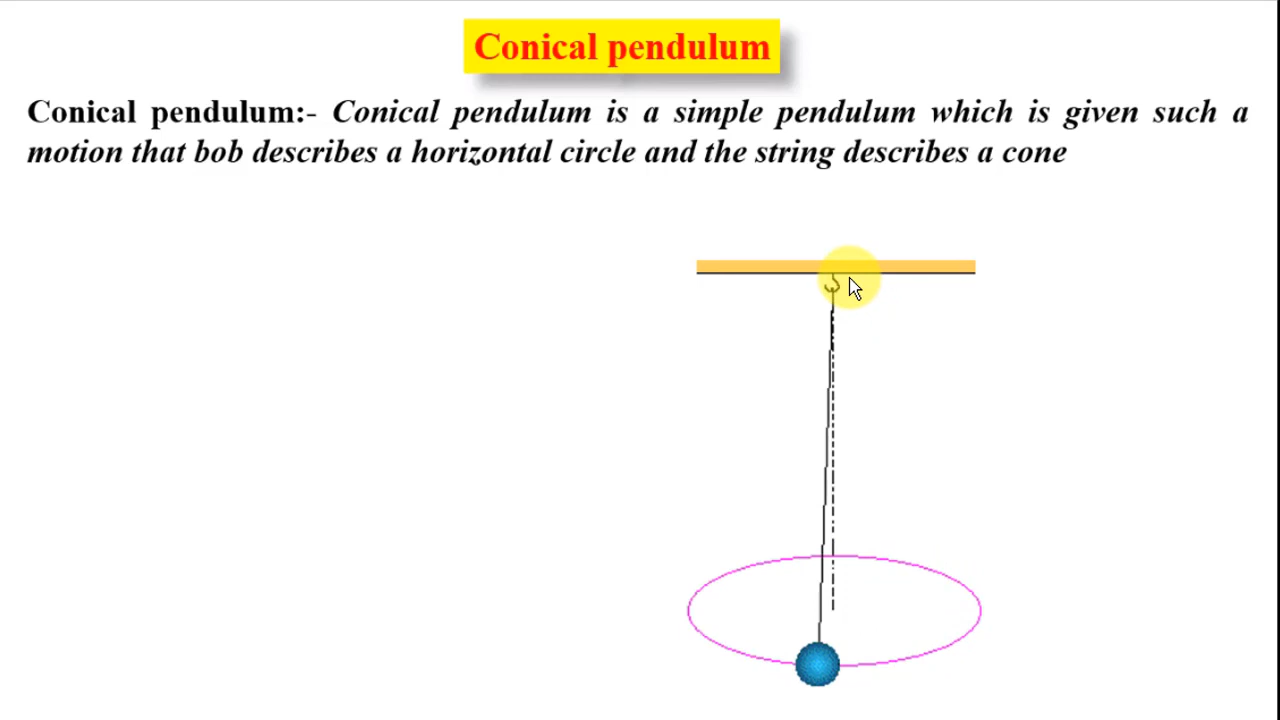 Conical pendulum
Conical pendulum:- Conical pendulum is a simple pendulum which is given such a
motion that bob describes a horizontal circle and the string describes a cone